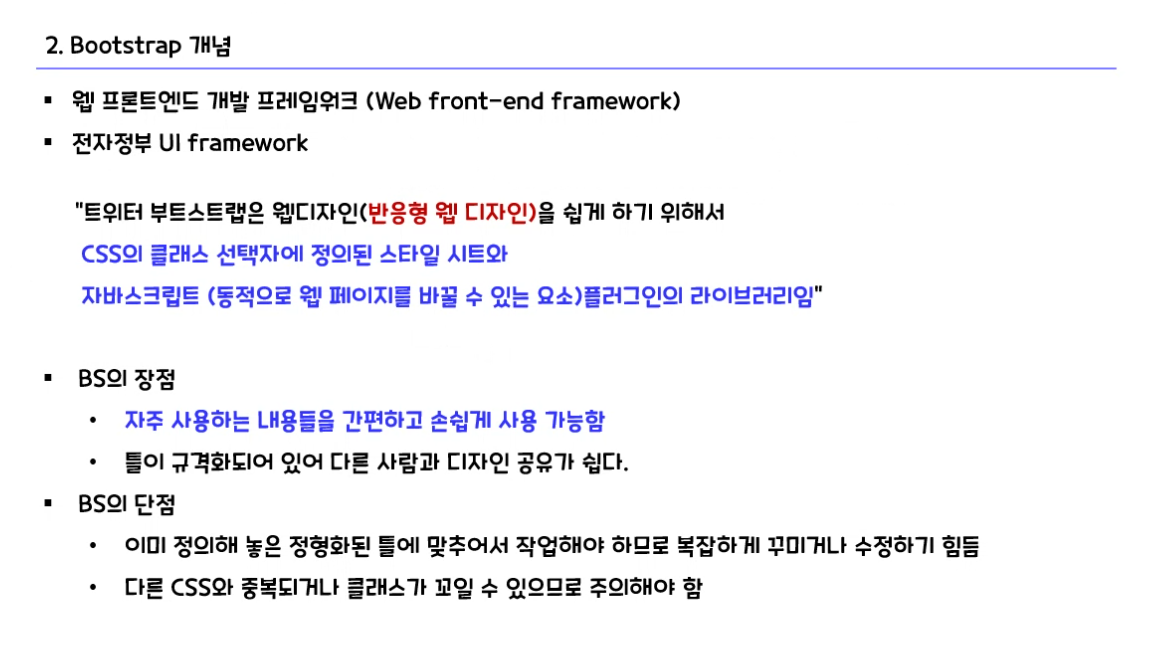 2. Bootstrap 개념
▪ 웹 프론트엔드 개발 프레임워크 (Web front-end framework)
▪ 전자정부 UI framework
"트위터 부트스트랩은 웹디자인(반응형 웹 디자인)을 쉽게 하기 위해서
CSS의 클래스 선택자에 정의된 스타일 시트와
자바스크립트 (동적으로 웹 페이지를 바꿀 수 있는 요소)플러그인의 라이브러리임"
▪ BS의 장점
• 자주 사용하는 내용들을 간편하고 손쉽게 사용 가능함
• 틀이 규격화되어 있어 다른 사람과 디자인 공유가 쉽다.
▪ BS의 단점
• 이미 정의해 놓은 정형화된 틀에 맞추어서 작업해야 하므로 복잡하게 꾸미거나 수정하기 힘듬
• 다른 CSS와 중복되거나 클래스가 꼬일 수 있으므로 주의해야 함